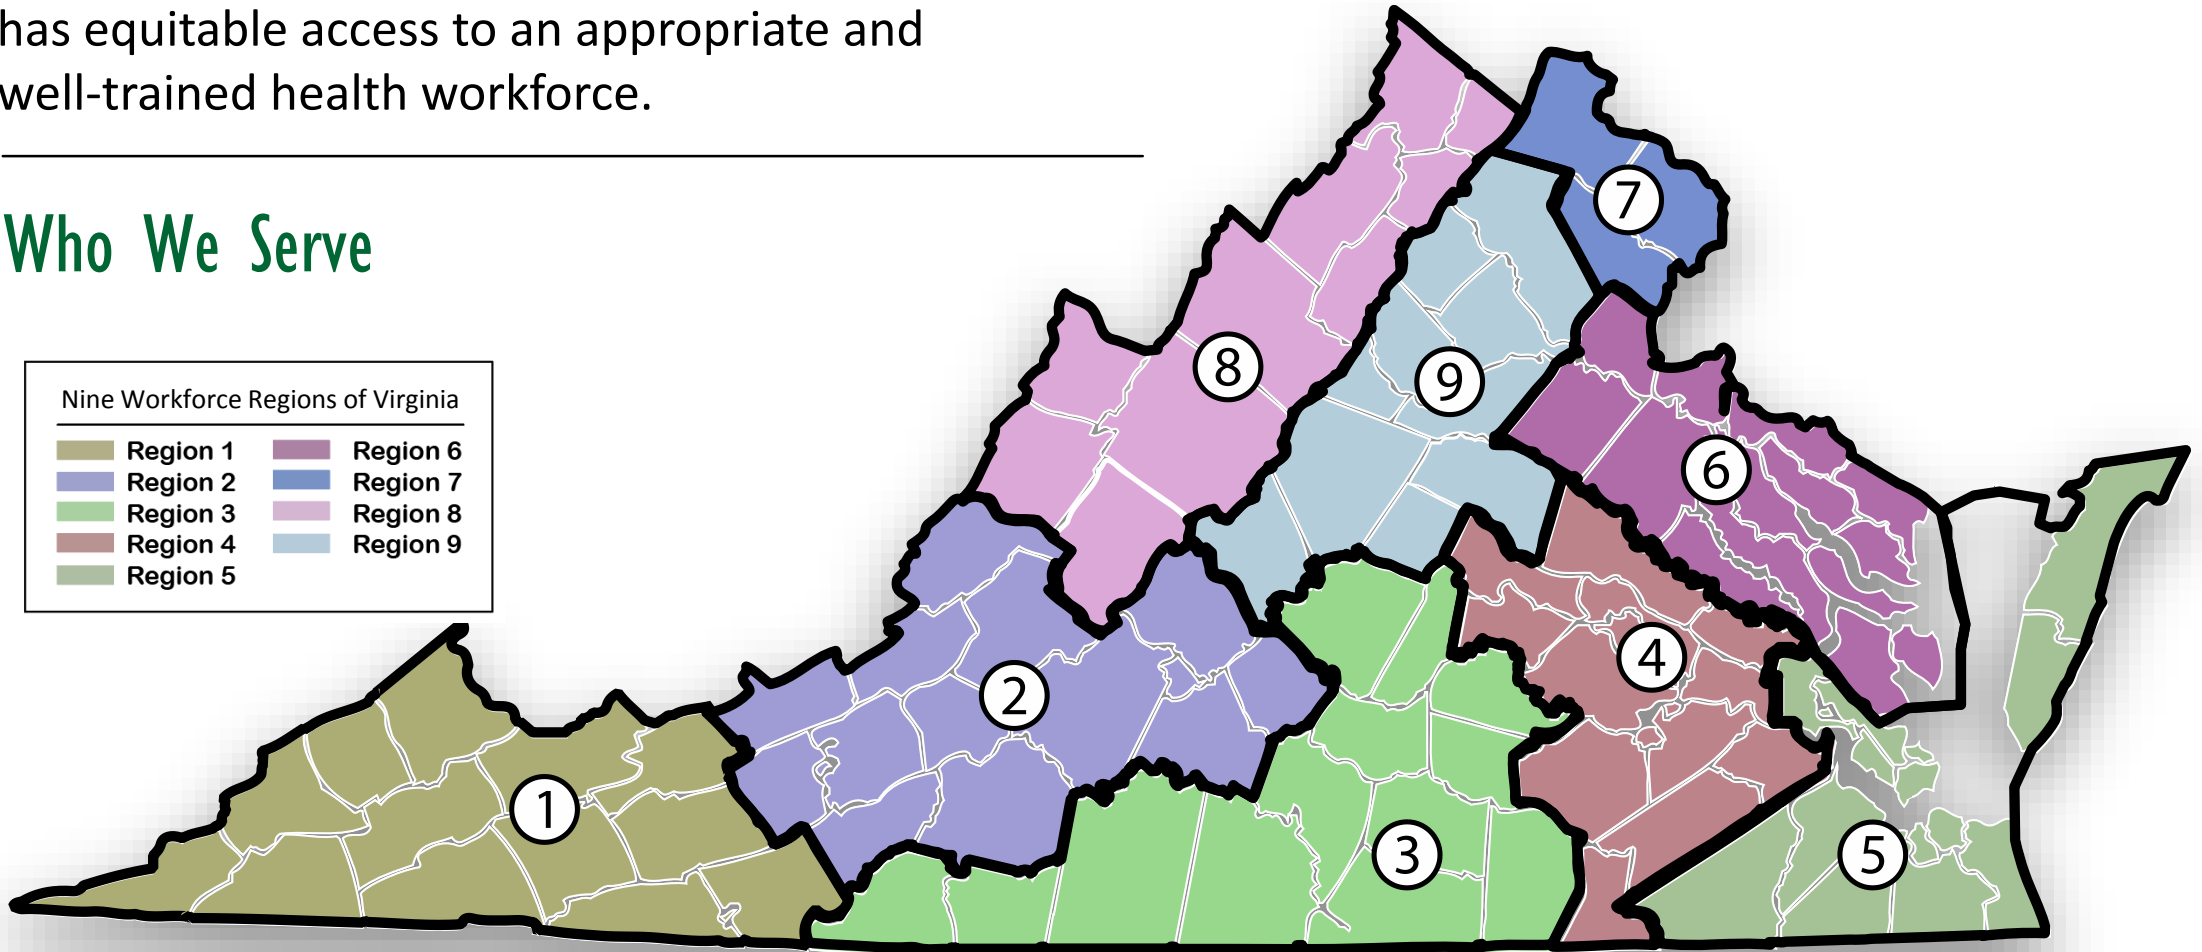 has equitable access to an appropriate and
well-trained health workforce.
Who We Serve
Nine Workforce Regions of Virginia
Region 1
Region 2
Region 3
Region 4
Region 5
Region 6
Region 7
Region 8
Region 9
7
8
9
6
4
2
1
3
5